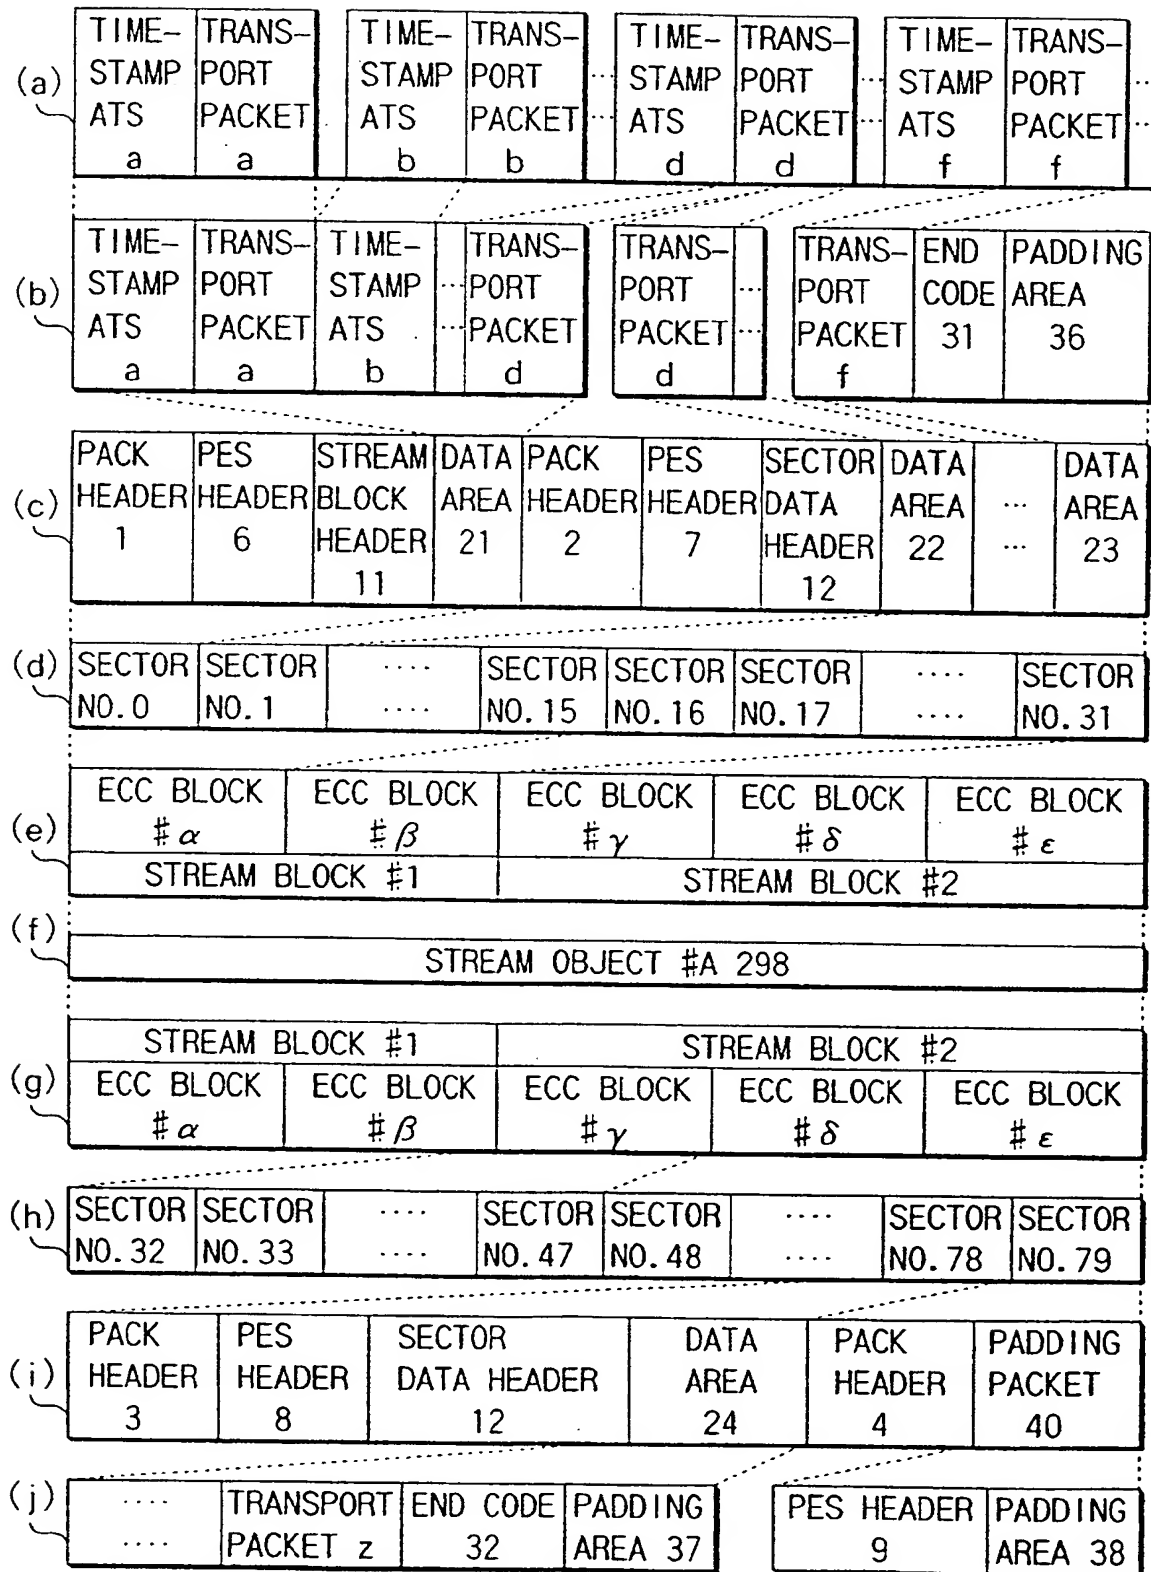 (a)
TIME- TRANS- TIME- TRANS- TIME- TRANS- TIME- TRANS-
STAMP PORT STAMP PORT ··· STAMP PORT ··· STAMP PORT ···
ATS PACKET ATS PACKET ··· ATS PACKET ··· ATS PACKET ···
a a b b d d f f
(b)
TIME- TRANS- TIME- TRANS- TRANS- TRANS- END PADDING
STAMP PORT STAMP ··· PORT PORT ··· PORT CODE AREA
ATS PACKET ATS ··· PACKET PACKET ··· PACKET 31 36
a a b d d f
(c)
PACK PES STREAM DATA PACK PES SECTOR DATA DATA
HEADER HEADER BLOCK AREA HEADER HEADER DATA AREA ··· AREA
1 6 HEADER 21 2 7 HEADER 22 ··· 23
11 12
(d)
SECTOR SECTOR ···· SECTOR SECTOR SECTOR ···· SECTOR
NO.0 NO.1 ···· NO.15 NO.16 NO.17 ···· NO.31
(e)
ECC BLOCK ECC BLOCK ECC BLOCK ECC BLOCK ECC BLOCK
#α #β #γ #δ #ε
STREAM BLOCK #1 STREAM BLOCK #2
(f)
STREAM OBJECT #A 298
(g)
STREAM BLOCK #1 STREAM BLOCK #2
ECC BLOCK ECC BLOCK ECC BLOCK ECC BLOCK ECC BLOCK
#α #β #γ #δ #ε
(h)
SECTOR SECTOR ···· SECTOR SECTOR ···· SECTOR SECTOR
NO.32 NO.33 ···· NO.47 NO.48 ···· NO.78 NO.79
(i)
PACK PES SECTOR DATA PACK PADDING
HEADER HEADER DATA HEADER AREA HEADER PACKET
3 8 12 24 4 40
(j)
···· TRANSPORT END CODE PADDING PES HEADER PADDING
···· PACKET z 32 AREA 37 9 AREA 38